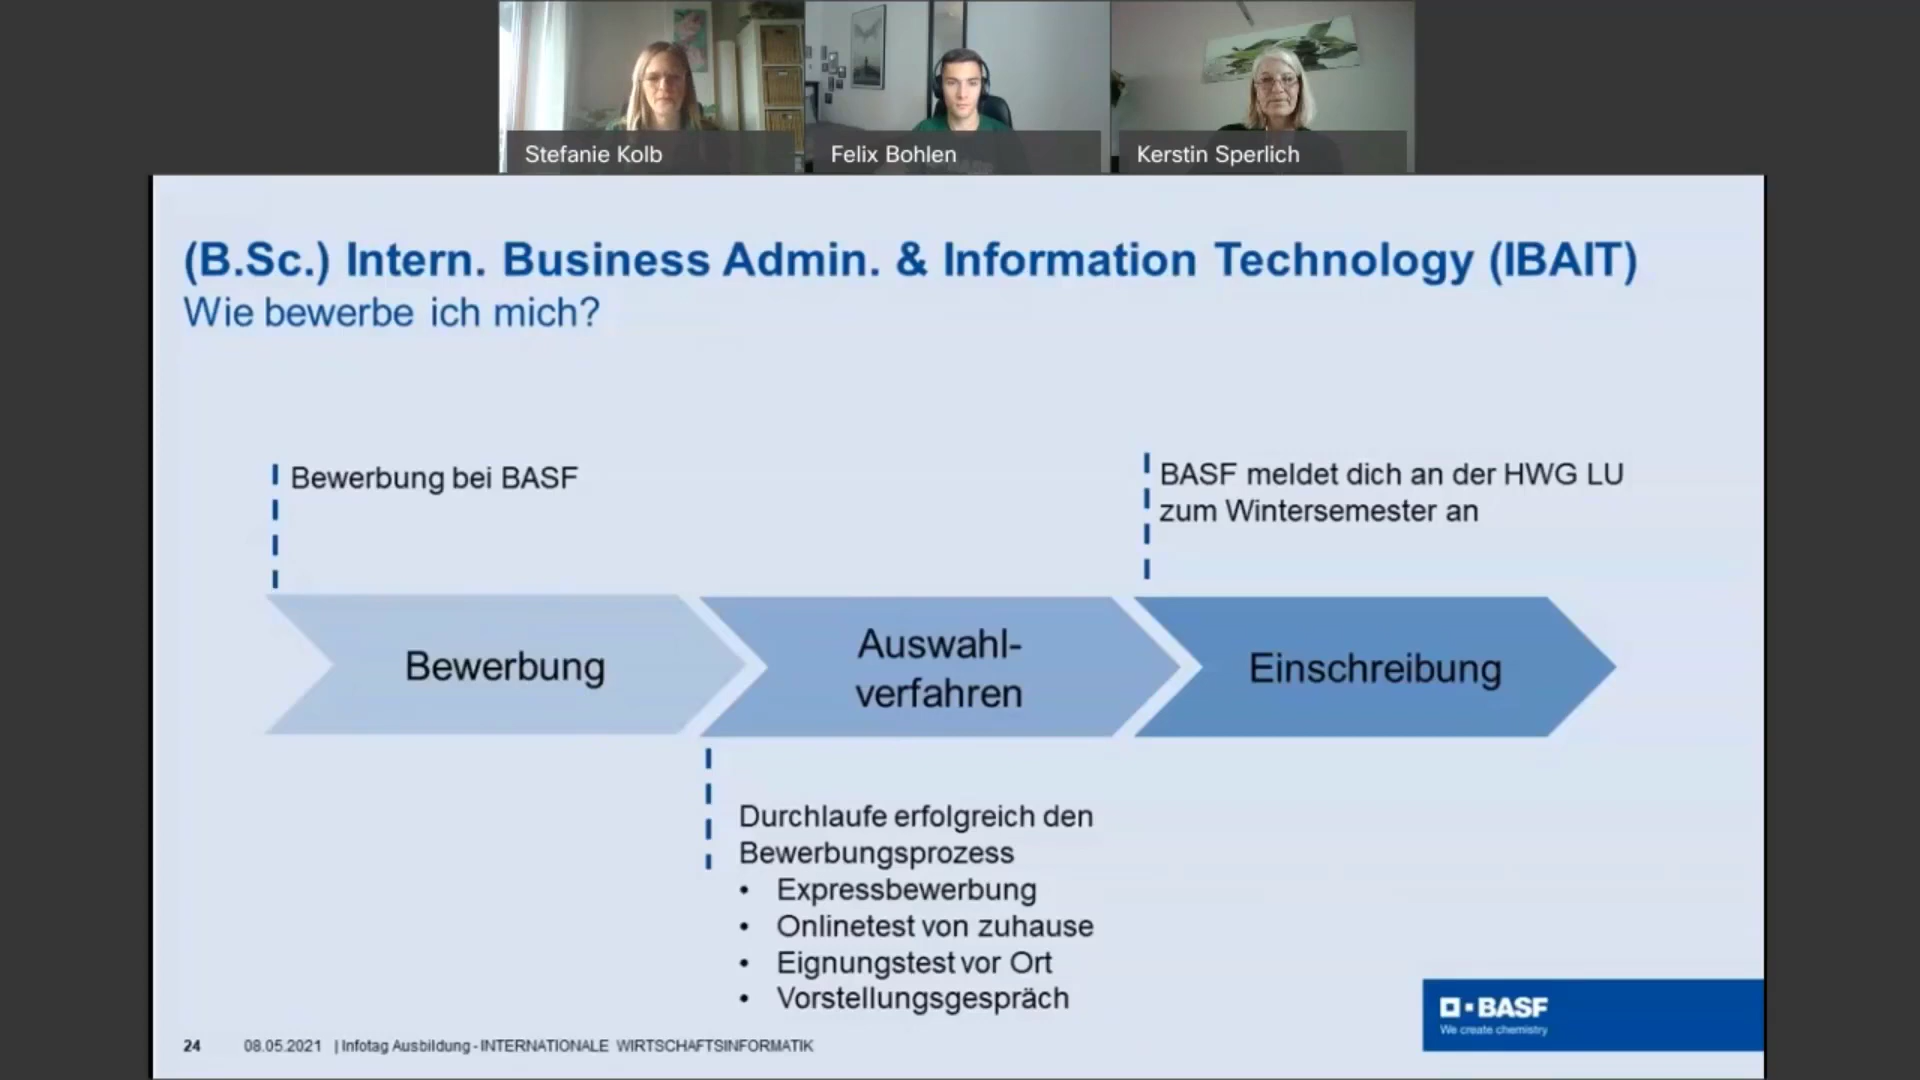 Stefanie Kolb
Felix Bohlen
Kerstin Sperlich
(B.Sc.) Intern. Business Admin. & Information Technology (IBAIT)
Wie bewerbe ich mich?
Bewerbung bei BASF
BASF meldet dich an der HWG LU
zum Wintersemester an
Bewerbung
Auswahl-
verfahren
Einschreibung
Durchlaufe erfolgreich den
Bewerbungsprozess
• Expressbewerbung
• Onlinetest von zuhause
• Eignungstest vor Ort
• Vorstellungsgespräch
BASF
We create chemistry
24 08.05.2021 | Infotag Ausbildung - INTERNATIONALE WIRTSCHAFTSINFORMATIK